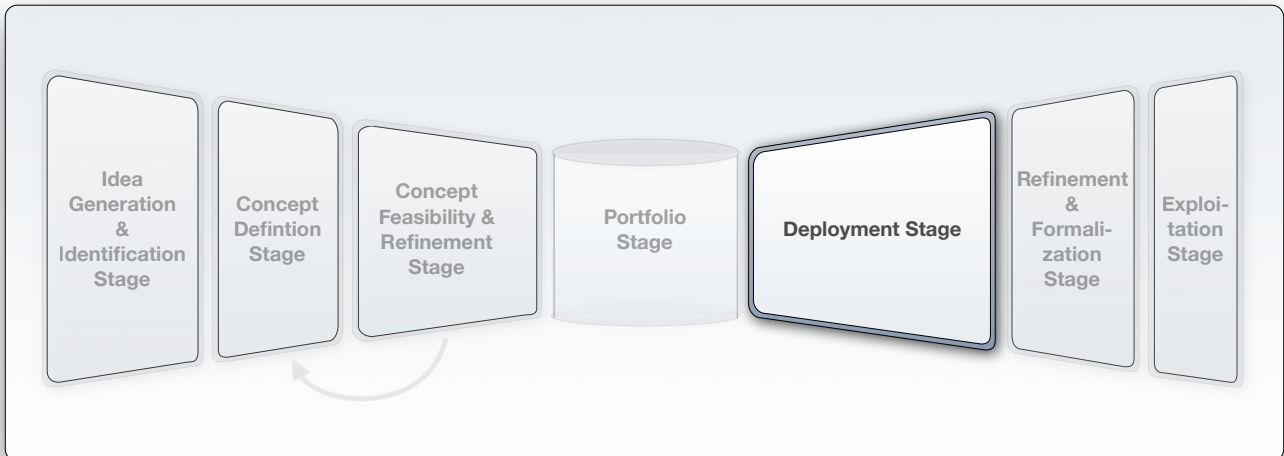 Idea
Generation
&
Identification
Stage
Concept
Defintion
Stage
Concept
Feasibility &
Refinement
Stage
Portfolio
Stage
Deployment Stage
Refinement
&
Formali-
zation
Stage
Exploi-
tation
Stage